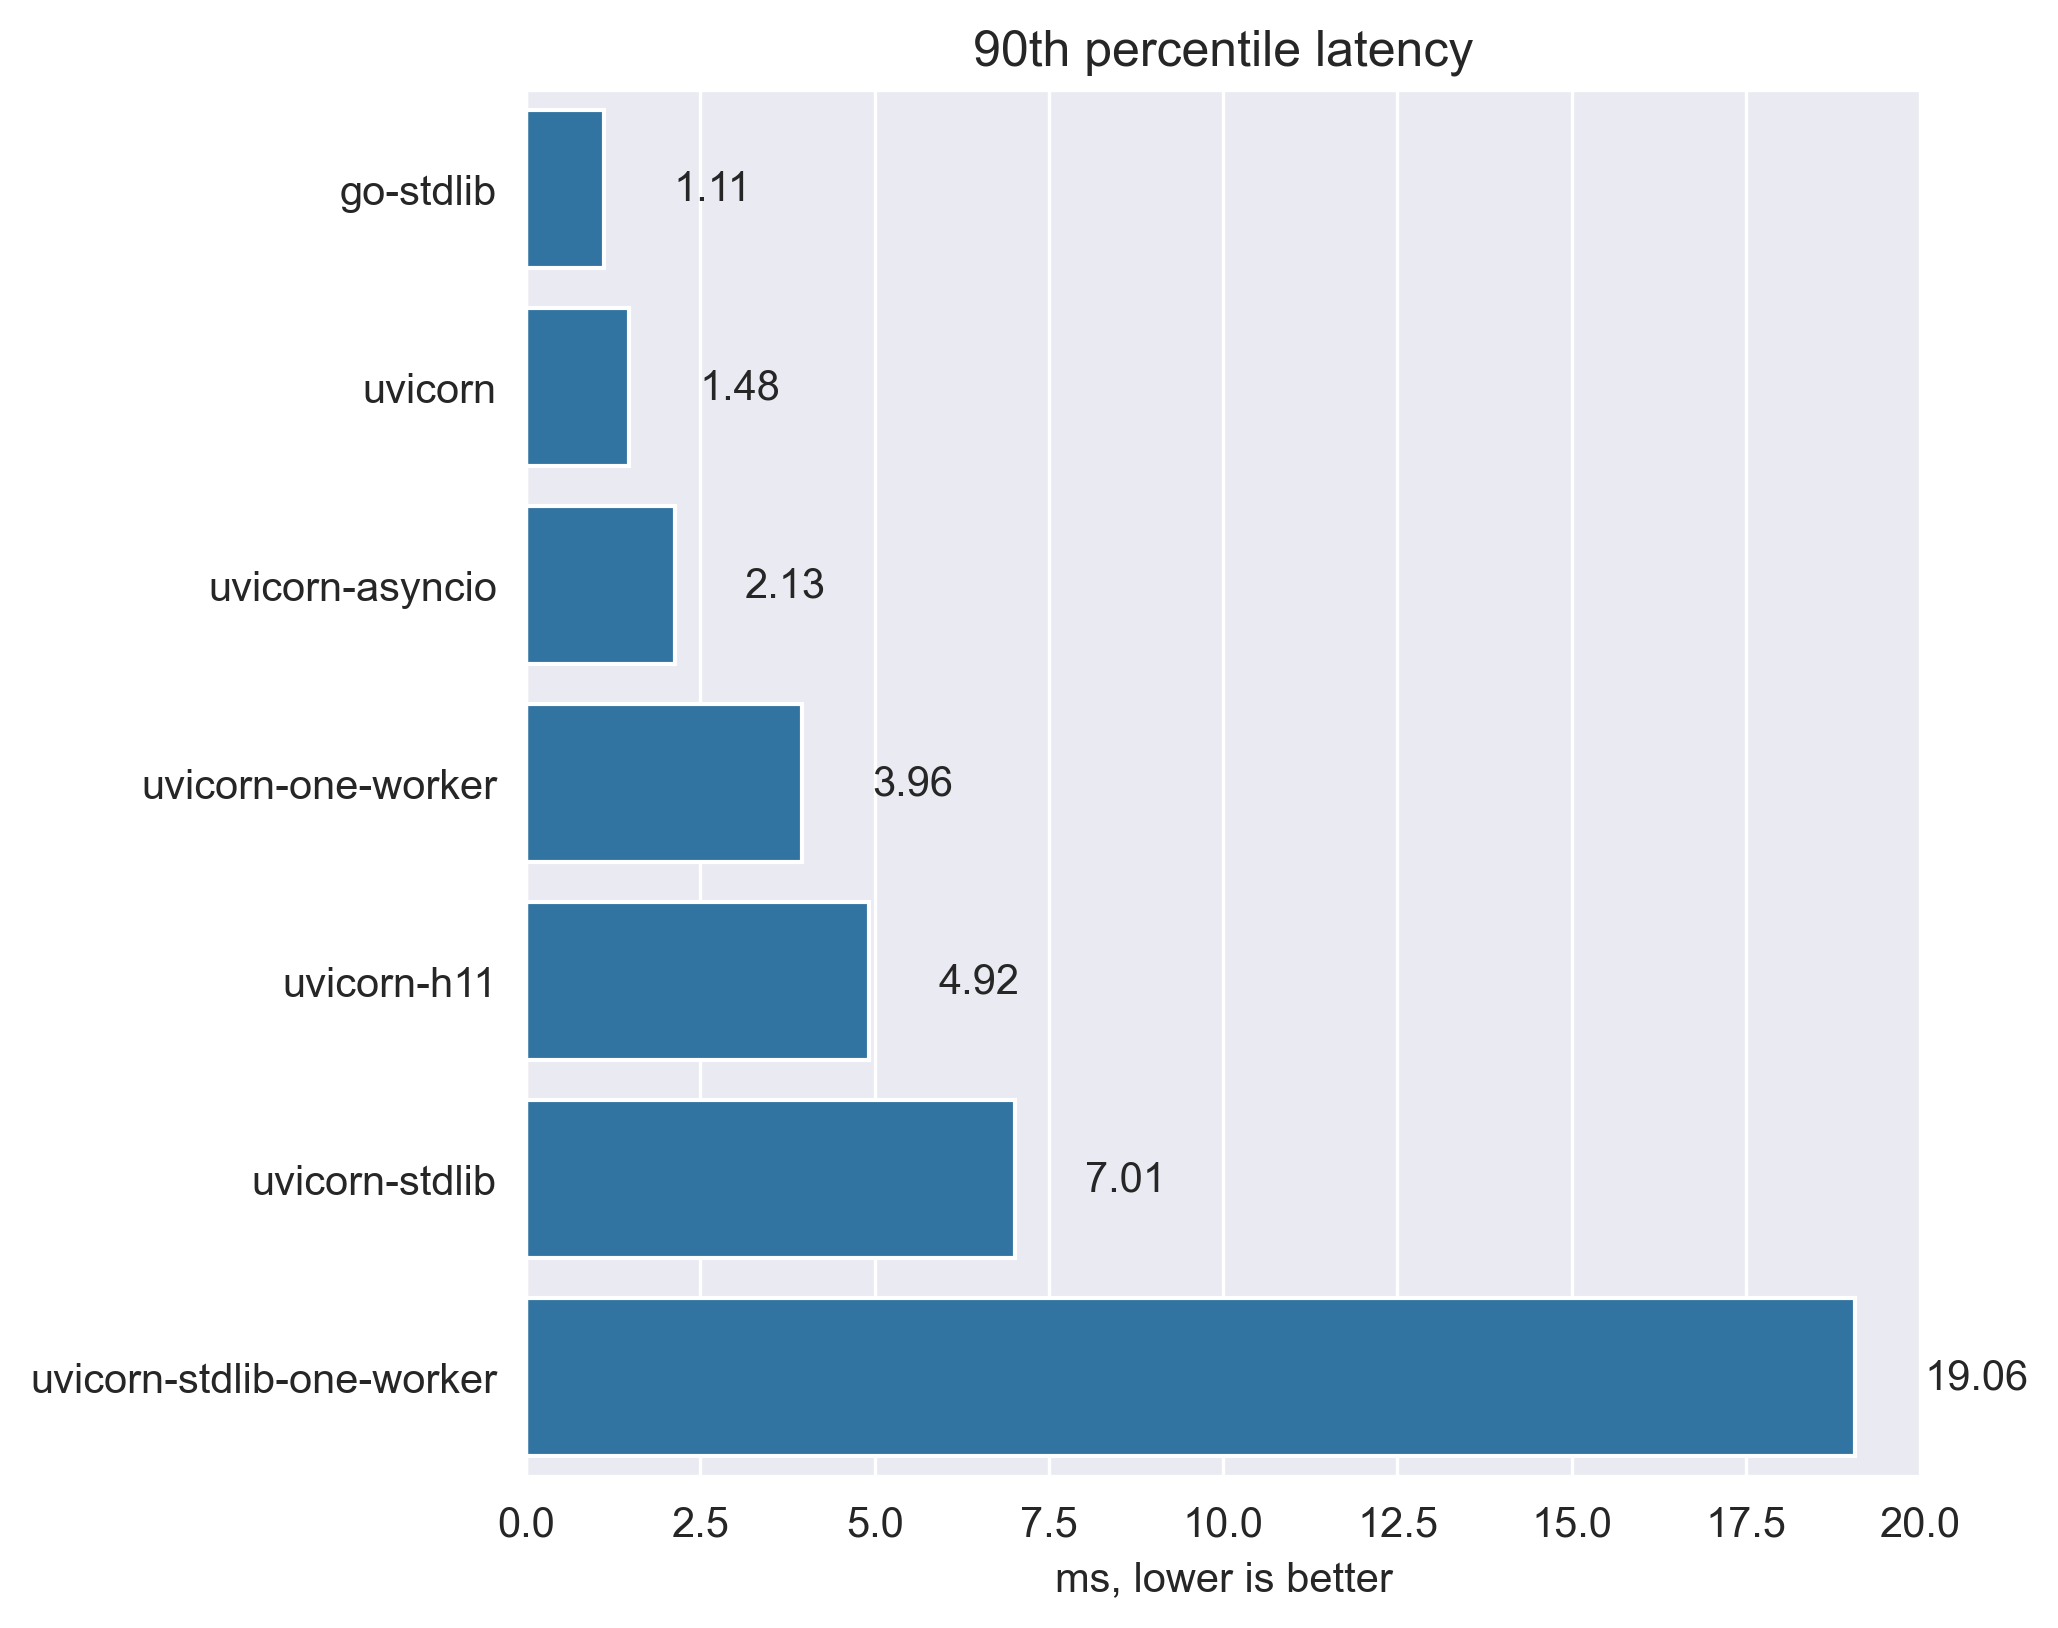 90th percentile latency
go-stdlib 1.11
uvicorn 1.48
uvicorn-asyncio 2.13
uvicorn-one-worker 3.96
uvicorn-h11 4.92
uvicorn-stdlib 7.01
uvicorn-stdlib-one-worker 19.06
0.0 2.5 5.0 7.5 10.0 12.5 15.0 17.5 20.0
ms, lower is better